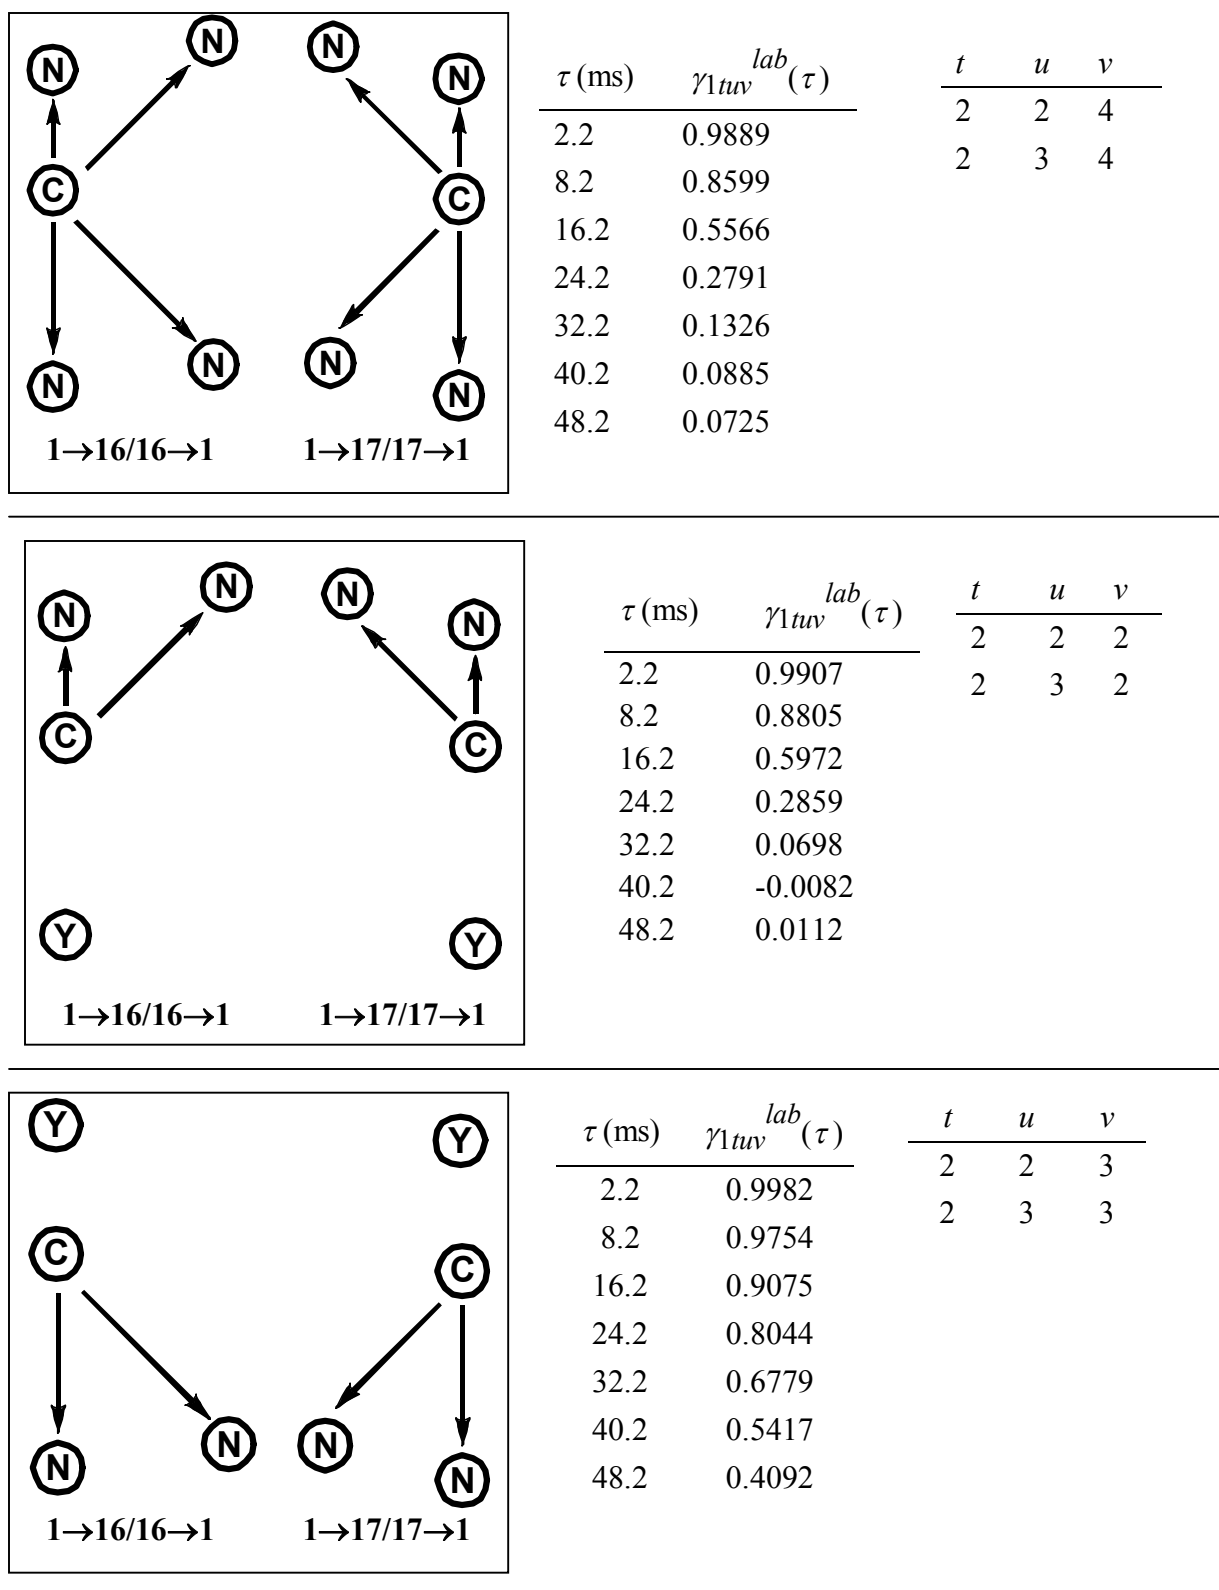 N N N N
C C
N N N N
1→16/16→1 1→17/17→1
τ (ms) γ1tuv^lab(τ)
2.2 0.9889
8.2 0.8599
16.2 0.5566
24.2 0.2791
32.2 0.1326
40.2 0.0885
48.2 0.0725
t u v
2 2 4
2 3 4
N N N N
C C
Y Y
1→16/16→1 1→17/17→1
τ (ms) γ1tuv^lab(τ)
2.2 0.9907
8.2 0.8805
16.2 0.5972
24.2 0.2859
32.2 0.0698
40.2 -0.0082
48.2 0.0112
t u v
2 2 2
2 3 2
Y Y
C C
N N N N
1→16/16→1 1→17/17→1
τ (ms) γ1tuv^lab(τ)
2.2 0.9982
8.2 0.9754
16.2 0.9075
24.2 0.8044
32.2 0.6779
40.2 0.5417
48.2 0.4092
t u v
2 2 3
2 3 3